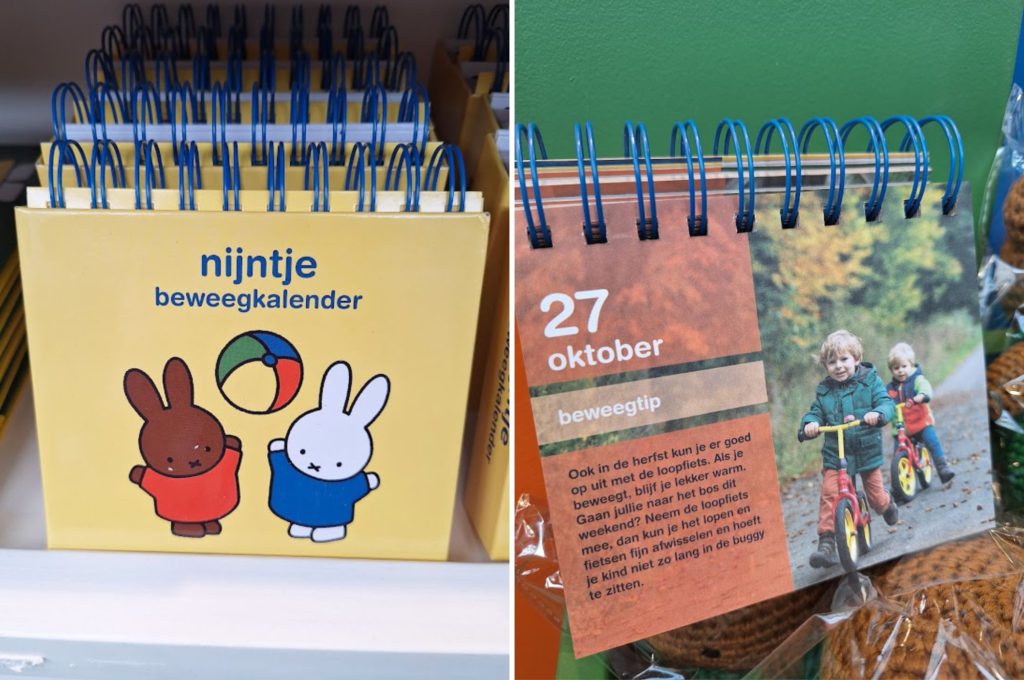 nijntje
beweegkalender
beweegkalender
27
oktober
beweegtip
Ook in de herfst kun je er goed
op uit met de loopfiets. Als je
beweegt, blijf je lekker warm.
Gaan jullie naar het bos dit
weekend? Neem de loopfiets
mee, dan kun je het lopen en
fietsen fijn afwisselen en hoeft
je kind niet zo lang in de buggy
te zitten.